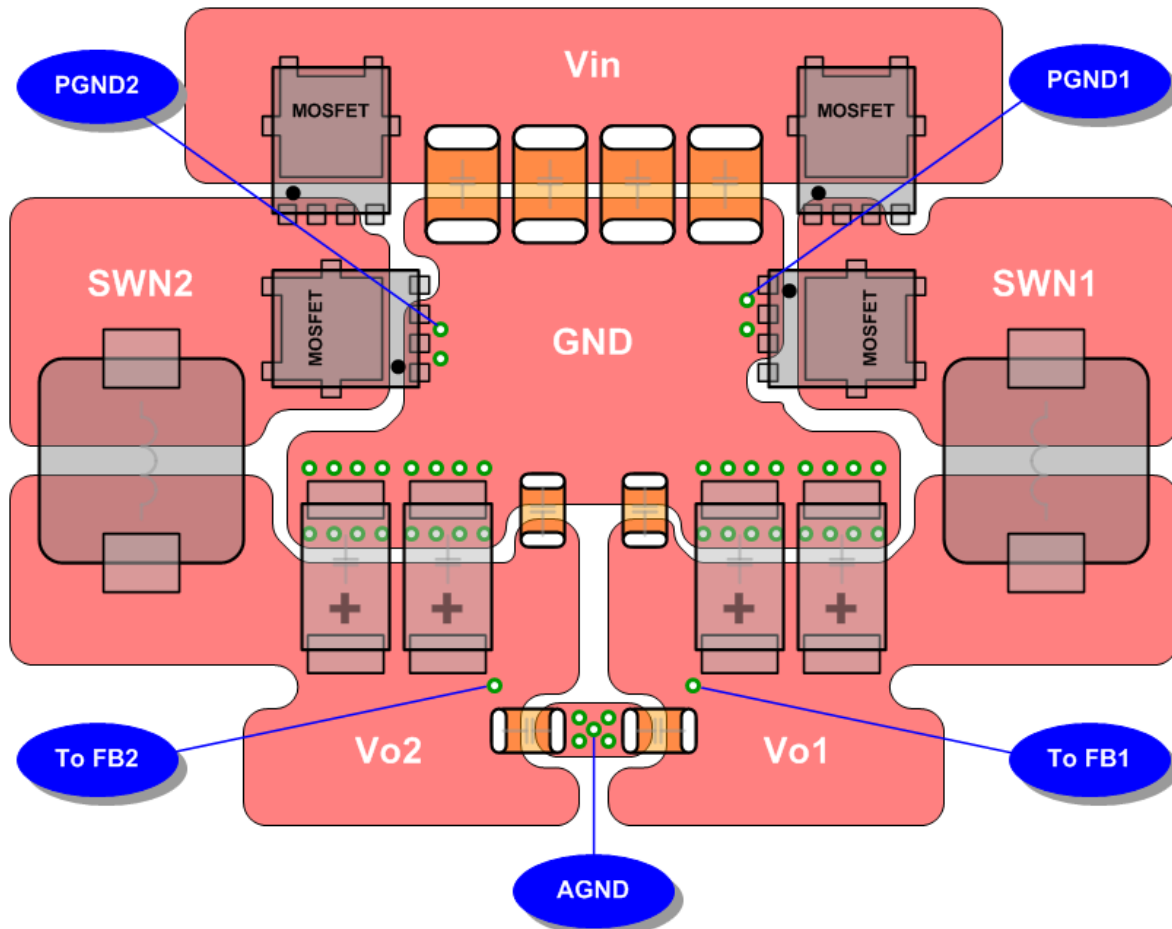 Vin
PGND2
PGND1
MOSFET
MOSFET
SWN2
SWN1
MOSFET
MOSFET
GND
To FB2
Vo2
Vo1
To FB1
AGND